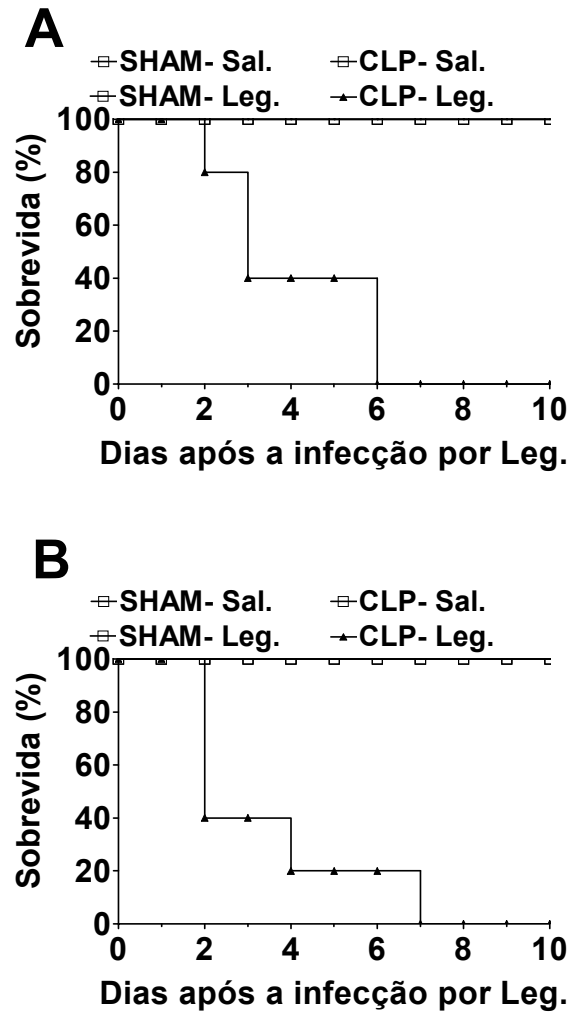 A
SHAM- Sal. CLP- Sal.
SHAM- Leg. CLP- Leg.
100
80
60
40
20
0
Sobrevida (%)
0 2 4 6 8 10
Dias após a infecção por Leg.
B
SHAM- Sal. CLP- Sal.
SHAM- Leg. CLP- Leg.
100
80
60
40
20
0
Sobrevida (%)
0 2 4 6 8 10
Dias após a infecção por Leg.